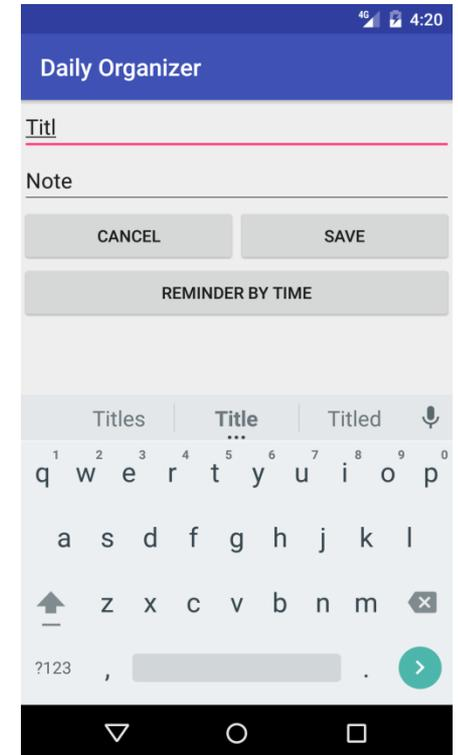 4G 4:20
Daily Organizer
Titl
Note
CANCEL SAVE
REMINDER BY TIME
Titles Title Titled
1 2 3 4 5 6 7 8 9 0
q w e r t y u i o p
a s d f g h j k l
z x c v b n m
?123 , .